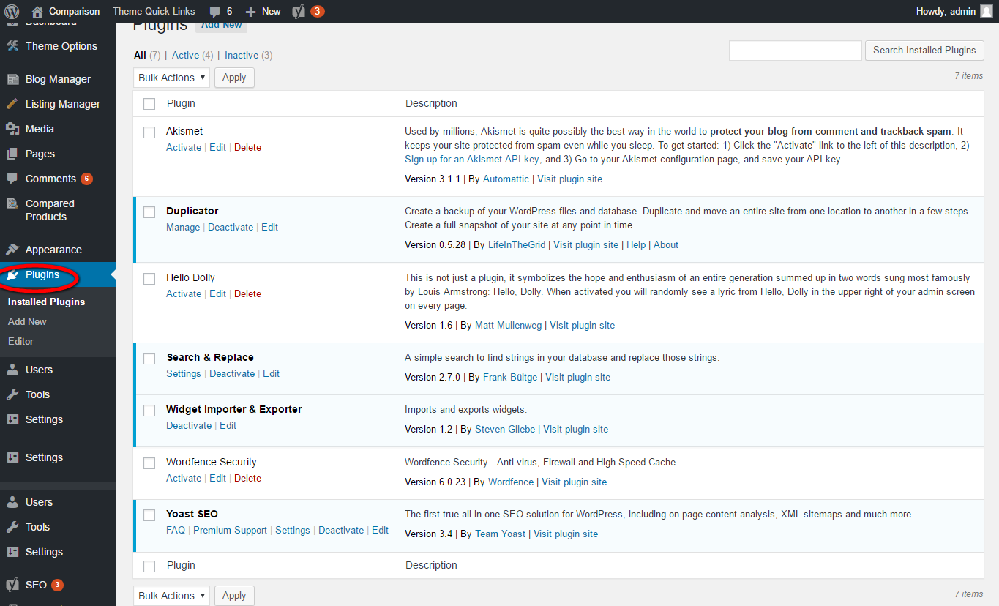 Comparison Theme Quick Links 6 New 3 Howdy, admin
Dashboard
Theme Options
Blog Manager
Listing Manager
Media
Pages
Comments 6
Compared
Products
Appearance
Plugins
Installed Plugins
Add New
Editor
Users
Tools
Settings
Settings
Users
Tools
Settings
SEO 3
Plugins Add New
All (7) | Active (4) | Inactive (3)
Search Installed Plugins
Bulk Actions Apply
7 items
Plugin Description
Akismet
Activate | Edit | Delete
Used by millions, Akismet is quite possibly the best way in the world to protect your blog from comment and trackback spam. It
keeps your site protected from spam even while you sleep. To get started: 1) Click the "Activate" link to the left of this description, 2)
Sign up for an Akismet API key, and 3) Go to your Akismet configuration page, and save your API key.
Version 3.1.1 | By Automattic | Visit plugin site
Duplicator
Manage | Deactivate | Edit
Create a backup of your WordPress files and database. Duplicate and move an entire site from one location to another in a few steps.
Create a full snapshot of your site at any point in time.
Version 0.5.28 | By LifeInTheGrid | Visit plugin site | Help | About
Hello Dolly
Activate | Edit | Delete
This is not just a plugin, it symbolizes the hope and enthusiasm of an entire generation summed up in two words sung most famously
by Louis Armstrong: Hello, Dolly. When activated you will randomly see a lyric from Hello, Dolly in the upper right of your admin screen
on every page.
Version 1.6 | By Matt Mullenweg | Visit plugin site
Search & Replace
Settings | Deactivate | Edit
A simple search to find strings in your database and replace those strings.
Version 2.7.0 | By Frank Bültge | Visit plugin site
Widget Importer & Exporter
Deactivate | Edit
Imports and exports widgets.
Version 1.2 | By Steven Gliebe | Visit plugin site
Wordfence Security
Activate | Edit | Delete
Wordfence Security - Anti-virus, Firewall and High Speed Cache
Version 6.0.23 | By Wordfence | Visit plugin site
Yoast SEO
FAQ | Premium Support | Settings | Deactivate | Edit
The first true all-in-one SEO solution for WordPress, including on-page content analysis, XML sitemaps and much more.
Version 3.4 | By Team Yoast | Visit plugin site
Plugin Description
Bulk Actions Apply
7 items